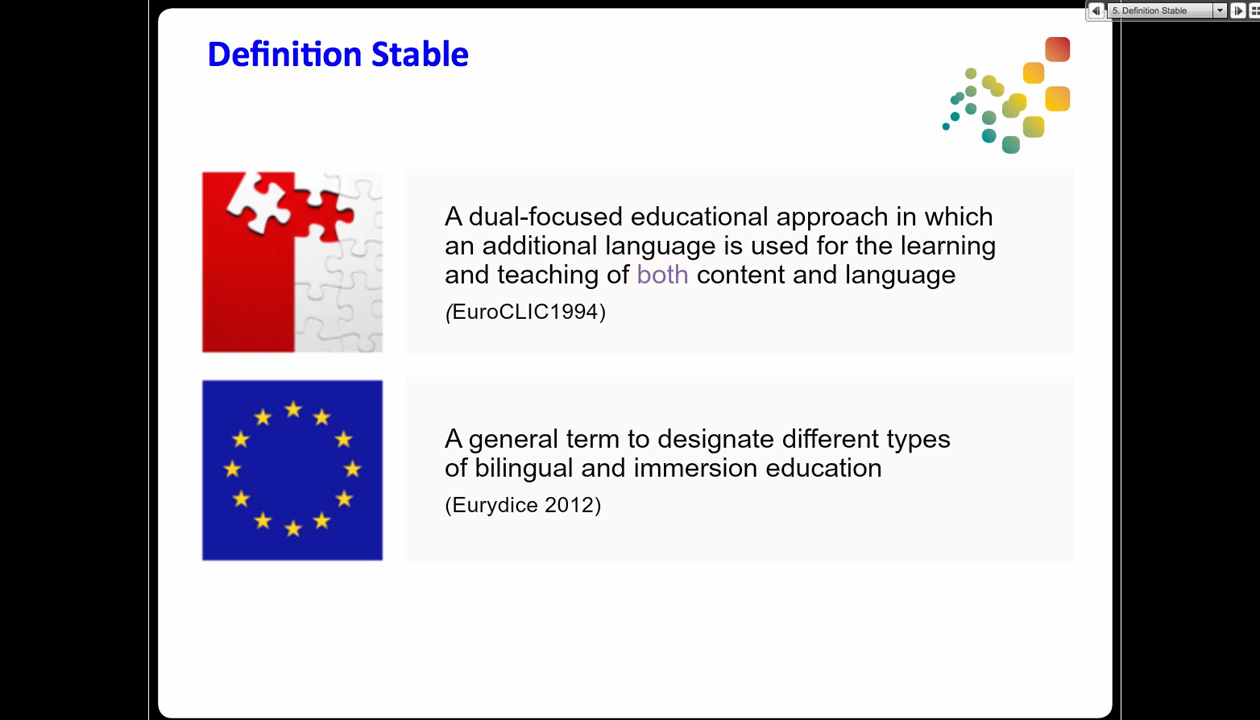 5. Definition Stable
Definition Stable
A dual-focused educational approach in which
an additional language is used for the learning
and teaching of both content and language
(EuroCLIC1994)
A general term to designate different types
of bilingual and immersion education
(Eurydice 2012)